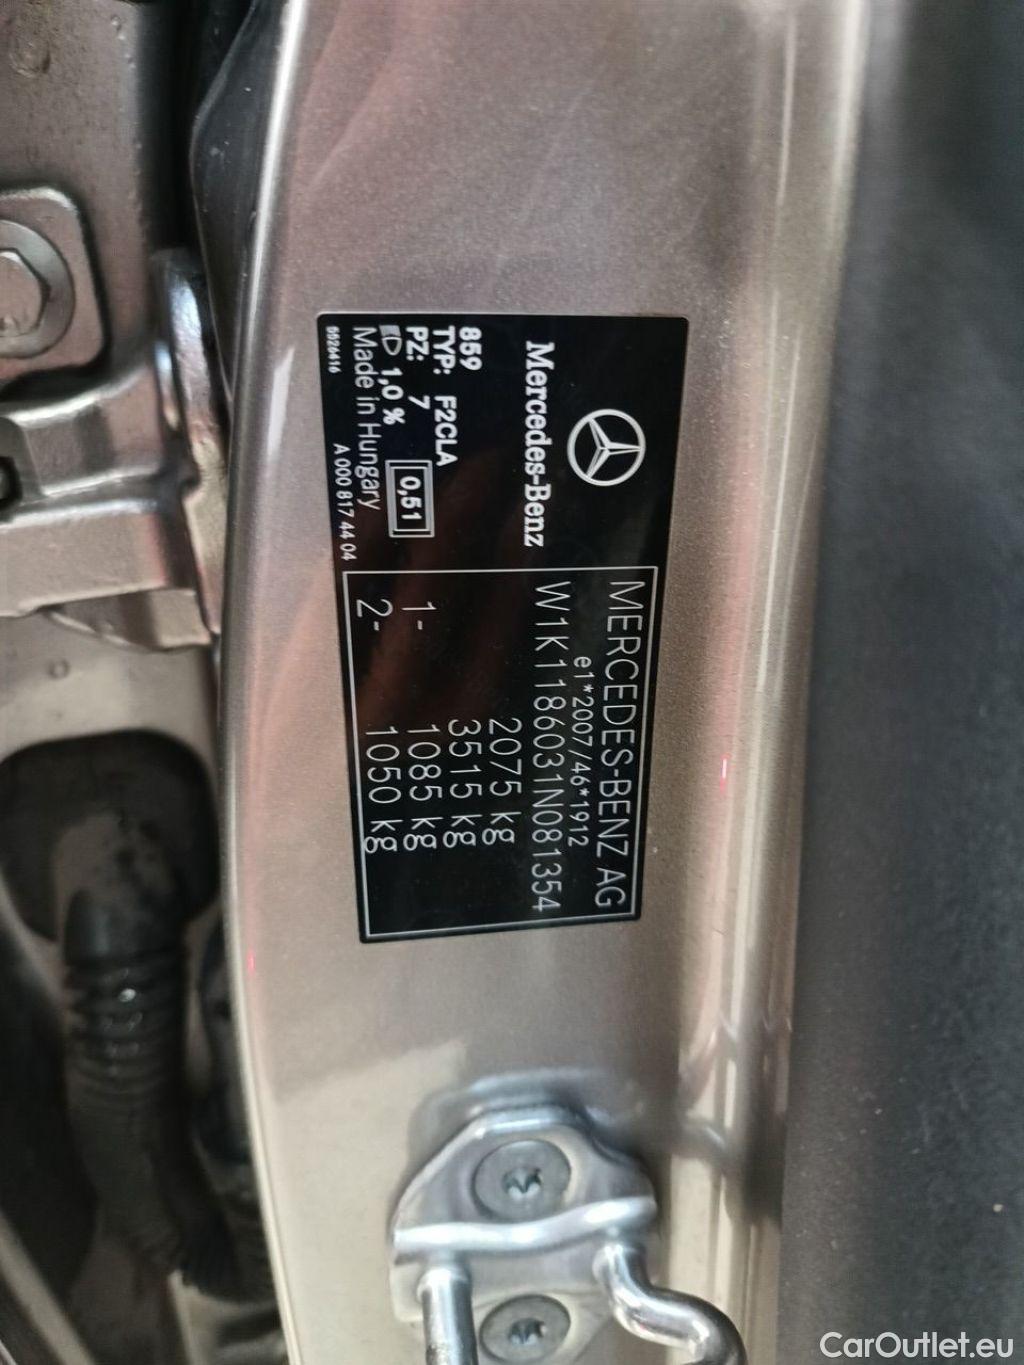 Mercedes-Benz
859
TYP: F2CLA
PZ: 7
1,0 %
0,51
Made in Hungary
5526416
A 000 817 44 04
MERCEDES-BENZ AG
e1*2007/46*1912
W1K1186031N081354
2075 kg
3515 kg
1- 1085 kg
2- 1050 kg
CarOutlet.eu